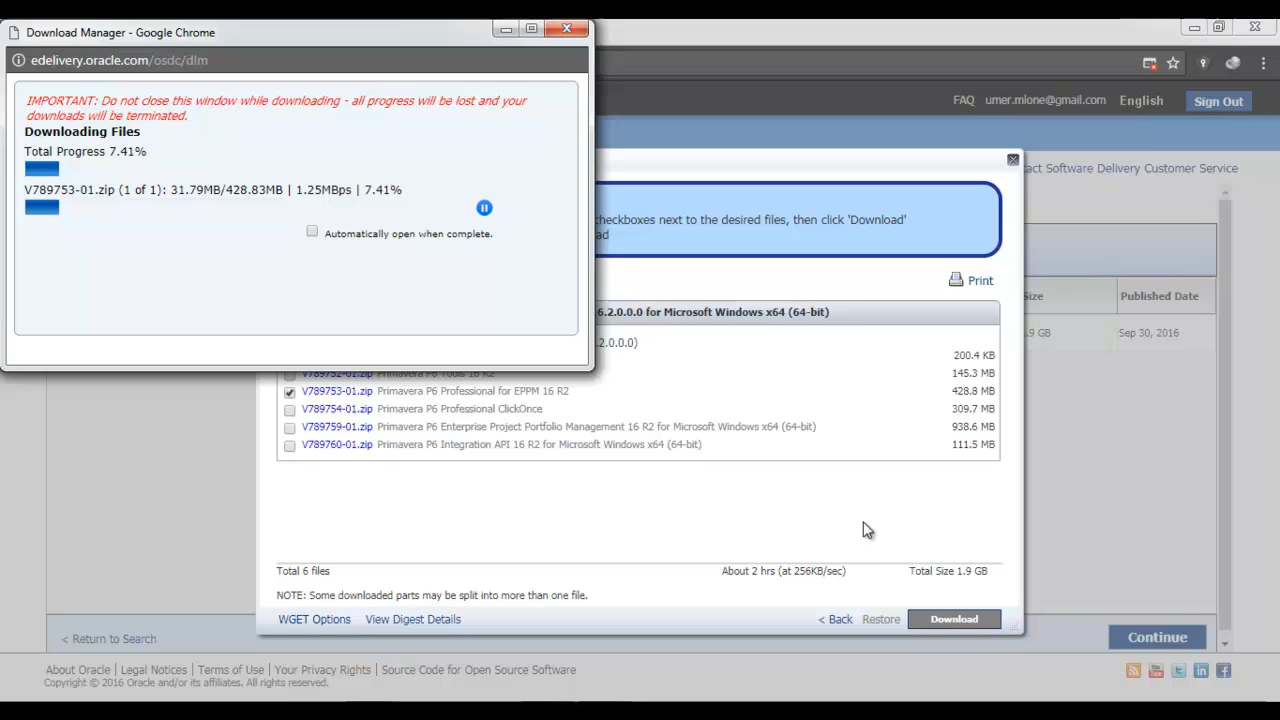 Download Manager - Google Chrome
edelivery.oracle.com/osdc/dlm
IMPORTANT: Do not close this window while downloading - all progress will be lost and your
downloads will be terminated.
Downloading Files
Total Progress 7.41%
V789753-01.zip (1 of 1): 31.79MB/428.83MB | 1.25MBps | 7.41%
Automatically open when complete.
FAQ umer.mlone@gmail.com English Sign Out
act Software Delivery Customer Service
checkboxes next to the desired files, then click 'Download'
ad
Print
Size Published Date
.9 GB Sep 30, 2016
6.2.0.0.0 for Microsoft Windows x64 (64-bit)
.2.0.0.0)
200.4 KB
V789752-01.zip Primavera P6 Tools 16 R2 145.3 MB
V789753-01.zip Primavera P6 Professional for EPPM 16 R2 428.8 MB
V789754-01.zip Primavera P6 Professional ClickOnce 309.7 MB
V789759-01.zip Primavera P6 Enterprise Project Portfolio Management 16 R2 for Microsoft Windows x64 (64-bit) 938.6 MB
V789760-01.zip Primavera P6 Integration API 16 R2 for Microsoft Windows x64 (64-bit) 111.5 MB
Total 6 files About 2 hrs (at 256KB/sec) Total Size 1.9 GB
NOTE: Some downloaded parts may be split into more than one file.
WGET Options View Digest Details < Back Restore Download
< Return to Search Continue
About Oracle | Legal Notices | Terms of Use | Your Privacy Rights | Source Code for Open Source Software
Copyright © 2016 Oracle and/or its affiliates. All rights reserved.